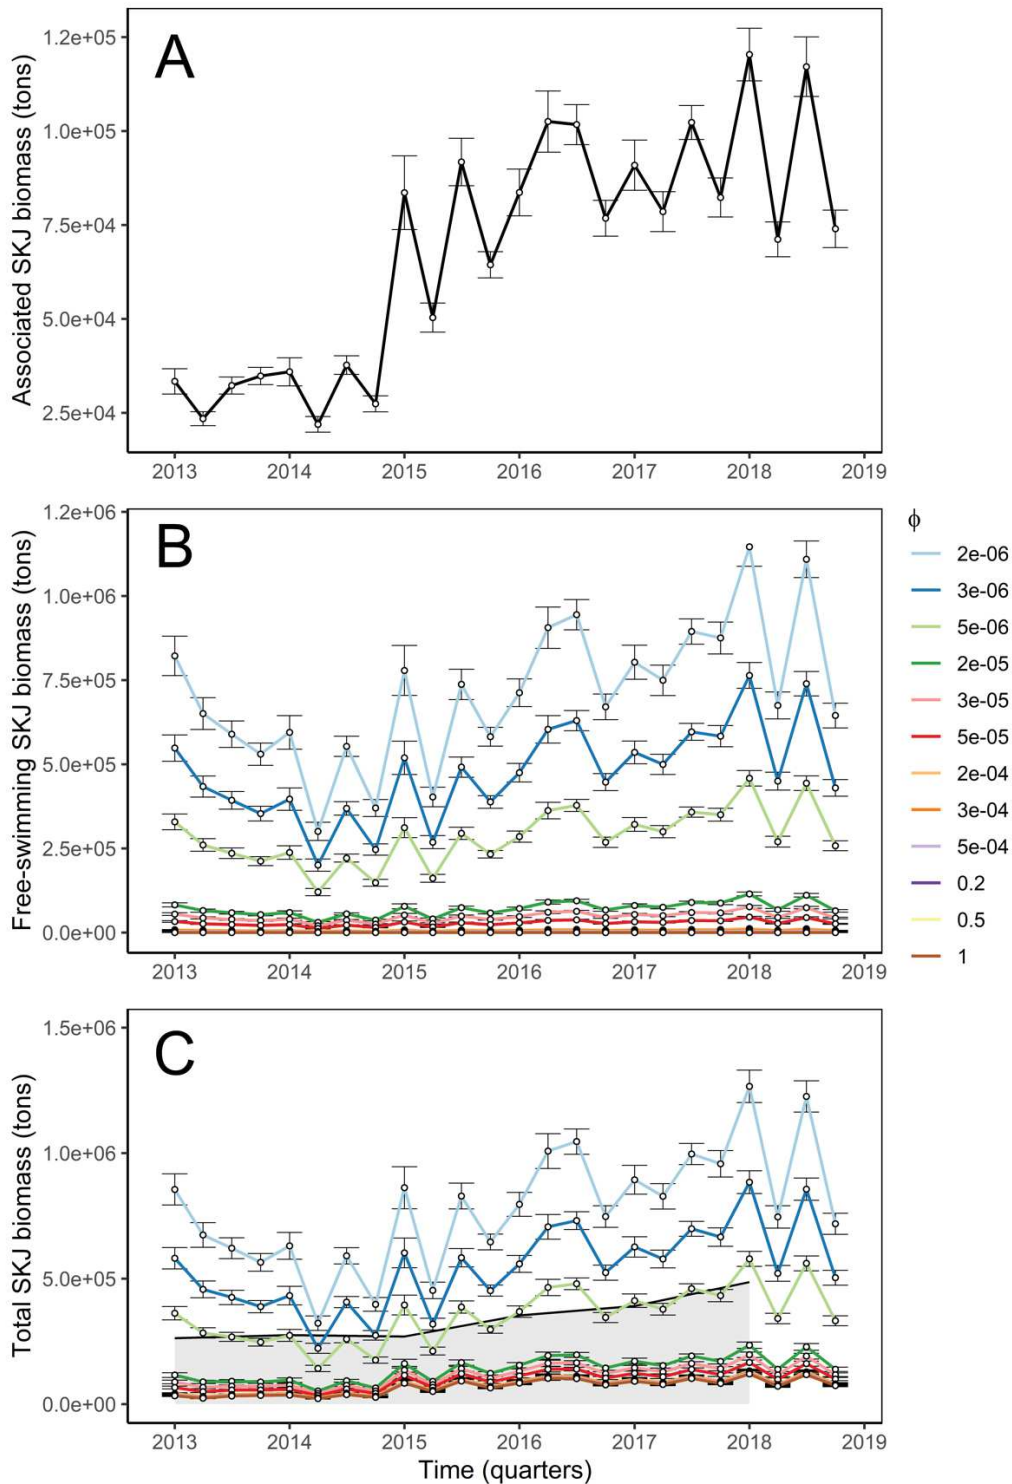 A
Associated SKJ biomass (tons)
1.2e+05
1.0e+05
7.5e+04
5.0e+04
2.5e+04
2013 2014 2015 2016 2017 2018 2019
B
Free-swimming SKJ biomass (tons)
1.2e+06
1.0e+06
7.5e+05
5.0e+05
2.5e+05
0.0e+00
2013 2014 2015 2016 2017 2018 2019
ϕ
2e-06
3e-06
5e-06
2e-05
3e-05
5e-05
2e-04
3e-04
5e-04
0.2
0.5
1
C
Total SKJ biomass (tons)
1.5e+06
1.0e+06
5.0e+05
0.0e+00
2013 2014 2015 2016 2017 2018 2019
Time (quarters)